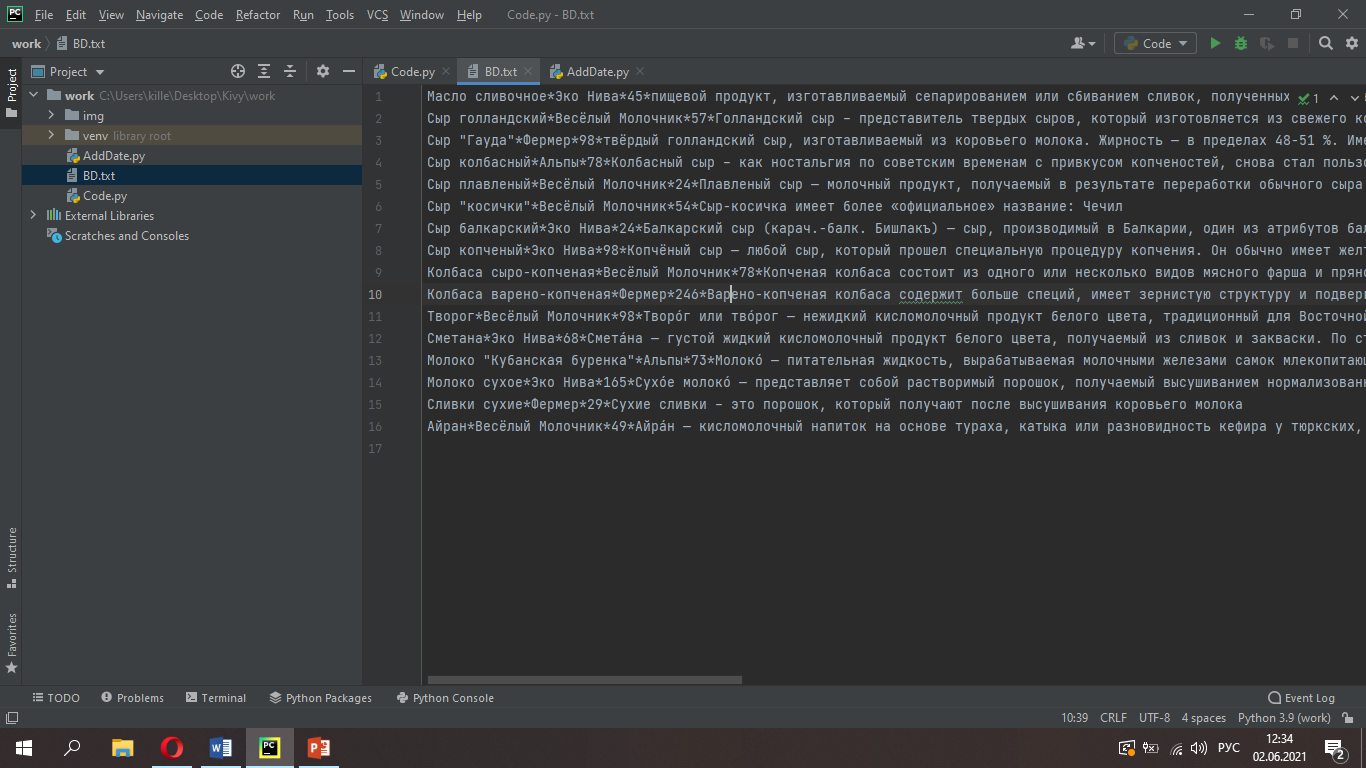 PC File Edit View Navigate Code Refactor Run Tools VCS Window Help Code.py - BD.txt
work BD.txt Code
Project Code.py BD.txt AddDate.py
Project
work C:\Users\kille\Desktop\Kivy\work
img
venv library root
AddDate.py
BD.txt
Code.py
External Libraries
Scratches and Consoles
1 Масло сливочное*Эко Нива*45*пищевой продукт, изготавливаемый сепарированием или сбиванием сливок, полученных 1
2 Сыр голландский*Весёлый Молочник*57*Голландский сыр – представитель твердых сыров, который изготовляется из свежего
3 Сыр "Гауда"*Фермер*98*твёрдый голландский сыр, изготавливаемый из коровьего молока. Жирность — в пределах 48-51 %.
4 Сыр колбасный*Альпы*78*Колбасный сыр – как ностальгия по советским временам с привкусом копченостей, снова стал
5 Сыр плавленый*Весёлый Молочник*24*Плавленый сыр — молочный продукт, получаемый в результате переработки обычного сыра
6 Сыр "косички"*Весёлый Молочник*54*Сыр-косичка имеет более «официальное» название: Чечил
7 Сыр балкарский*Эко Нива*24*Балкарский сыр (карач.-балк. Бишлакъ) — сыр, производимый в Балкарии, один из атрибутов
8 Сыр копченый*Эко Нива*98*Копчёный сыр — любой сыр, который прошел специальную процедуру копчения. Он обычно имеет
9 Колбаса сыро-копченая*Весёлый Молочник*78*Копченая колбаса состоит из одного или несколько видов мясного фарша и
10 Колбаса варено-копченая*Фермер*246*Варено-копченая колбаса содержит больше специй, имеет зернистую структуру и
11 Творог*Весёлый Молочник*98*Творо́г или тво́рог — нежидкий кисломолочный продукт белого цвета, традиционный для Восточной
12 Сметана*Эко Нива*68*Смета́на — густой жидкий кисломолочный продукт белого цвета, получаемый из сливок и закваски. По
13 Молоко "Кубанская буренка"*Альпы*73*Молоко́ — питательная жидкость, вырабатываемая молочными железами самок
14 Молоко сухое*Эко Нива*165*Сухо́е молоко́ — представляет собой растворимый порошок, получаемый высушиванием
15 Сливки сухие*Фермер*29*Сухие сливки – это порошок, который получают после высушивания коровьего молока
16 Айран*Весёлый Молочник*49*Айра́н — кисломолочный напиток на основе тураха, катыка или разновидность кефира у тюркских,
17
Structure
Favorites
TODO Problems Terminal Python Packages Python Console Event Log
10:39 CRLF UTF-8 4 spaces Python 3.9 (work)
W PC P РУС 12:34
02.06.2021 2